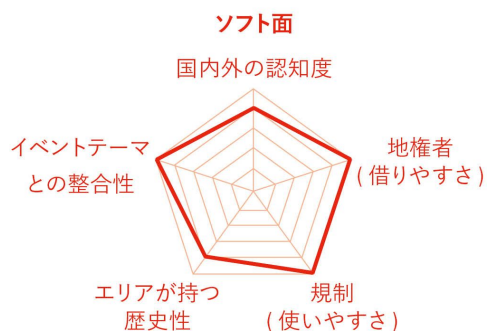 ソフト面
国内外の認知度
イベントテーマ
との整合性
地権者
( 借りやすさ )
エリアが持つ
歴史性
規制
( 使いやすさ )